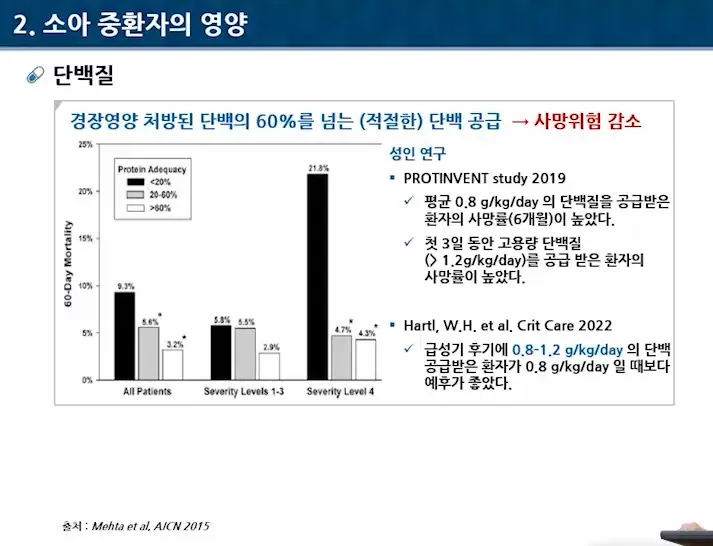 2. 소아 중환자의 영양
단백질
경장영양 처방된 단백의 60%를 넘는 (적절한) 단백 공급 → 사망위험 감소
60-Day Mortality
25%
20%
15%
10%
5%
0%
Protein Adequacy
<20%
20-60%
>60%
9.3%
5.6%*
3.2%*
5.8%
5.5%
2.9%
21.8%
4.7%*
4.3%*
All Patients
Severity Levels 1-3
Severity Level 4
성인 연구
▪ PROTINVENT study 2019
✓ 평균 0.8 g/kg/day 의 단백질을 공급받은
환자의 사망률(6개월)이 높았다.
✓ 첫 3일 동안 고용량 단백질
(> 1.2g/kg/day)를 공급 받은 환자의
사망률이 높았다.
▪ Hartl, W.H. et al. Crit Care 2022
✓ 급성기 후기에 0.8-1.2 g/kg/day 의 단백
공급받은 환자가 0.8 g/kg/day 일 때보다
예후가 좋았다.
출처 : Mehta et al, AJCN 2015